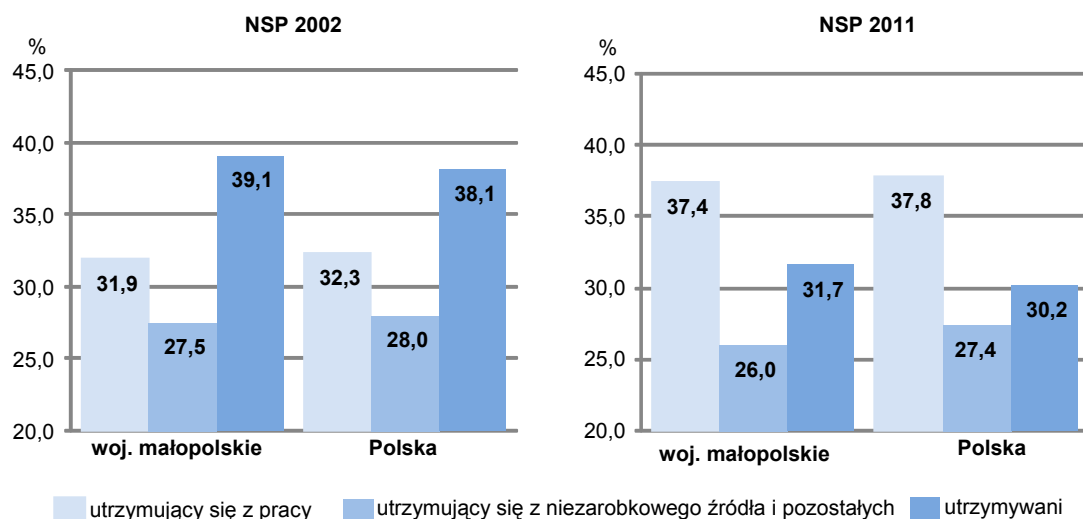 NSP 2002
%
45,0
40,0
35,0
30,0
25,0
20,0
31,9
27,5
39,1
32,3
28,0
38,1
woj. małopolskie
Polska
NSP 2011
%
45,0
40,0
35,0
30,0
25,0
20,0
37,4
26,0
31,7
37,8
27,4
30,2
woj. małopolskie
Polska
utrzymujący się z pracy
utrzymujący się z niezarobkowego źródła i pozostałych
utrzymywani